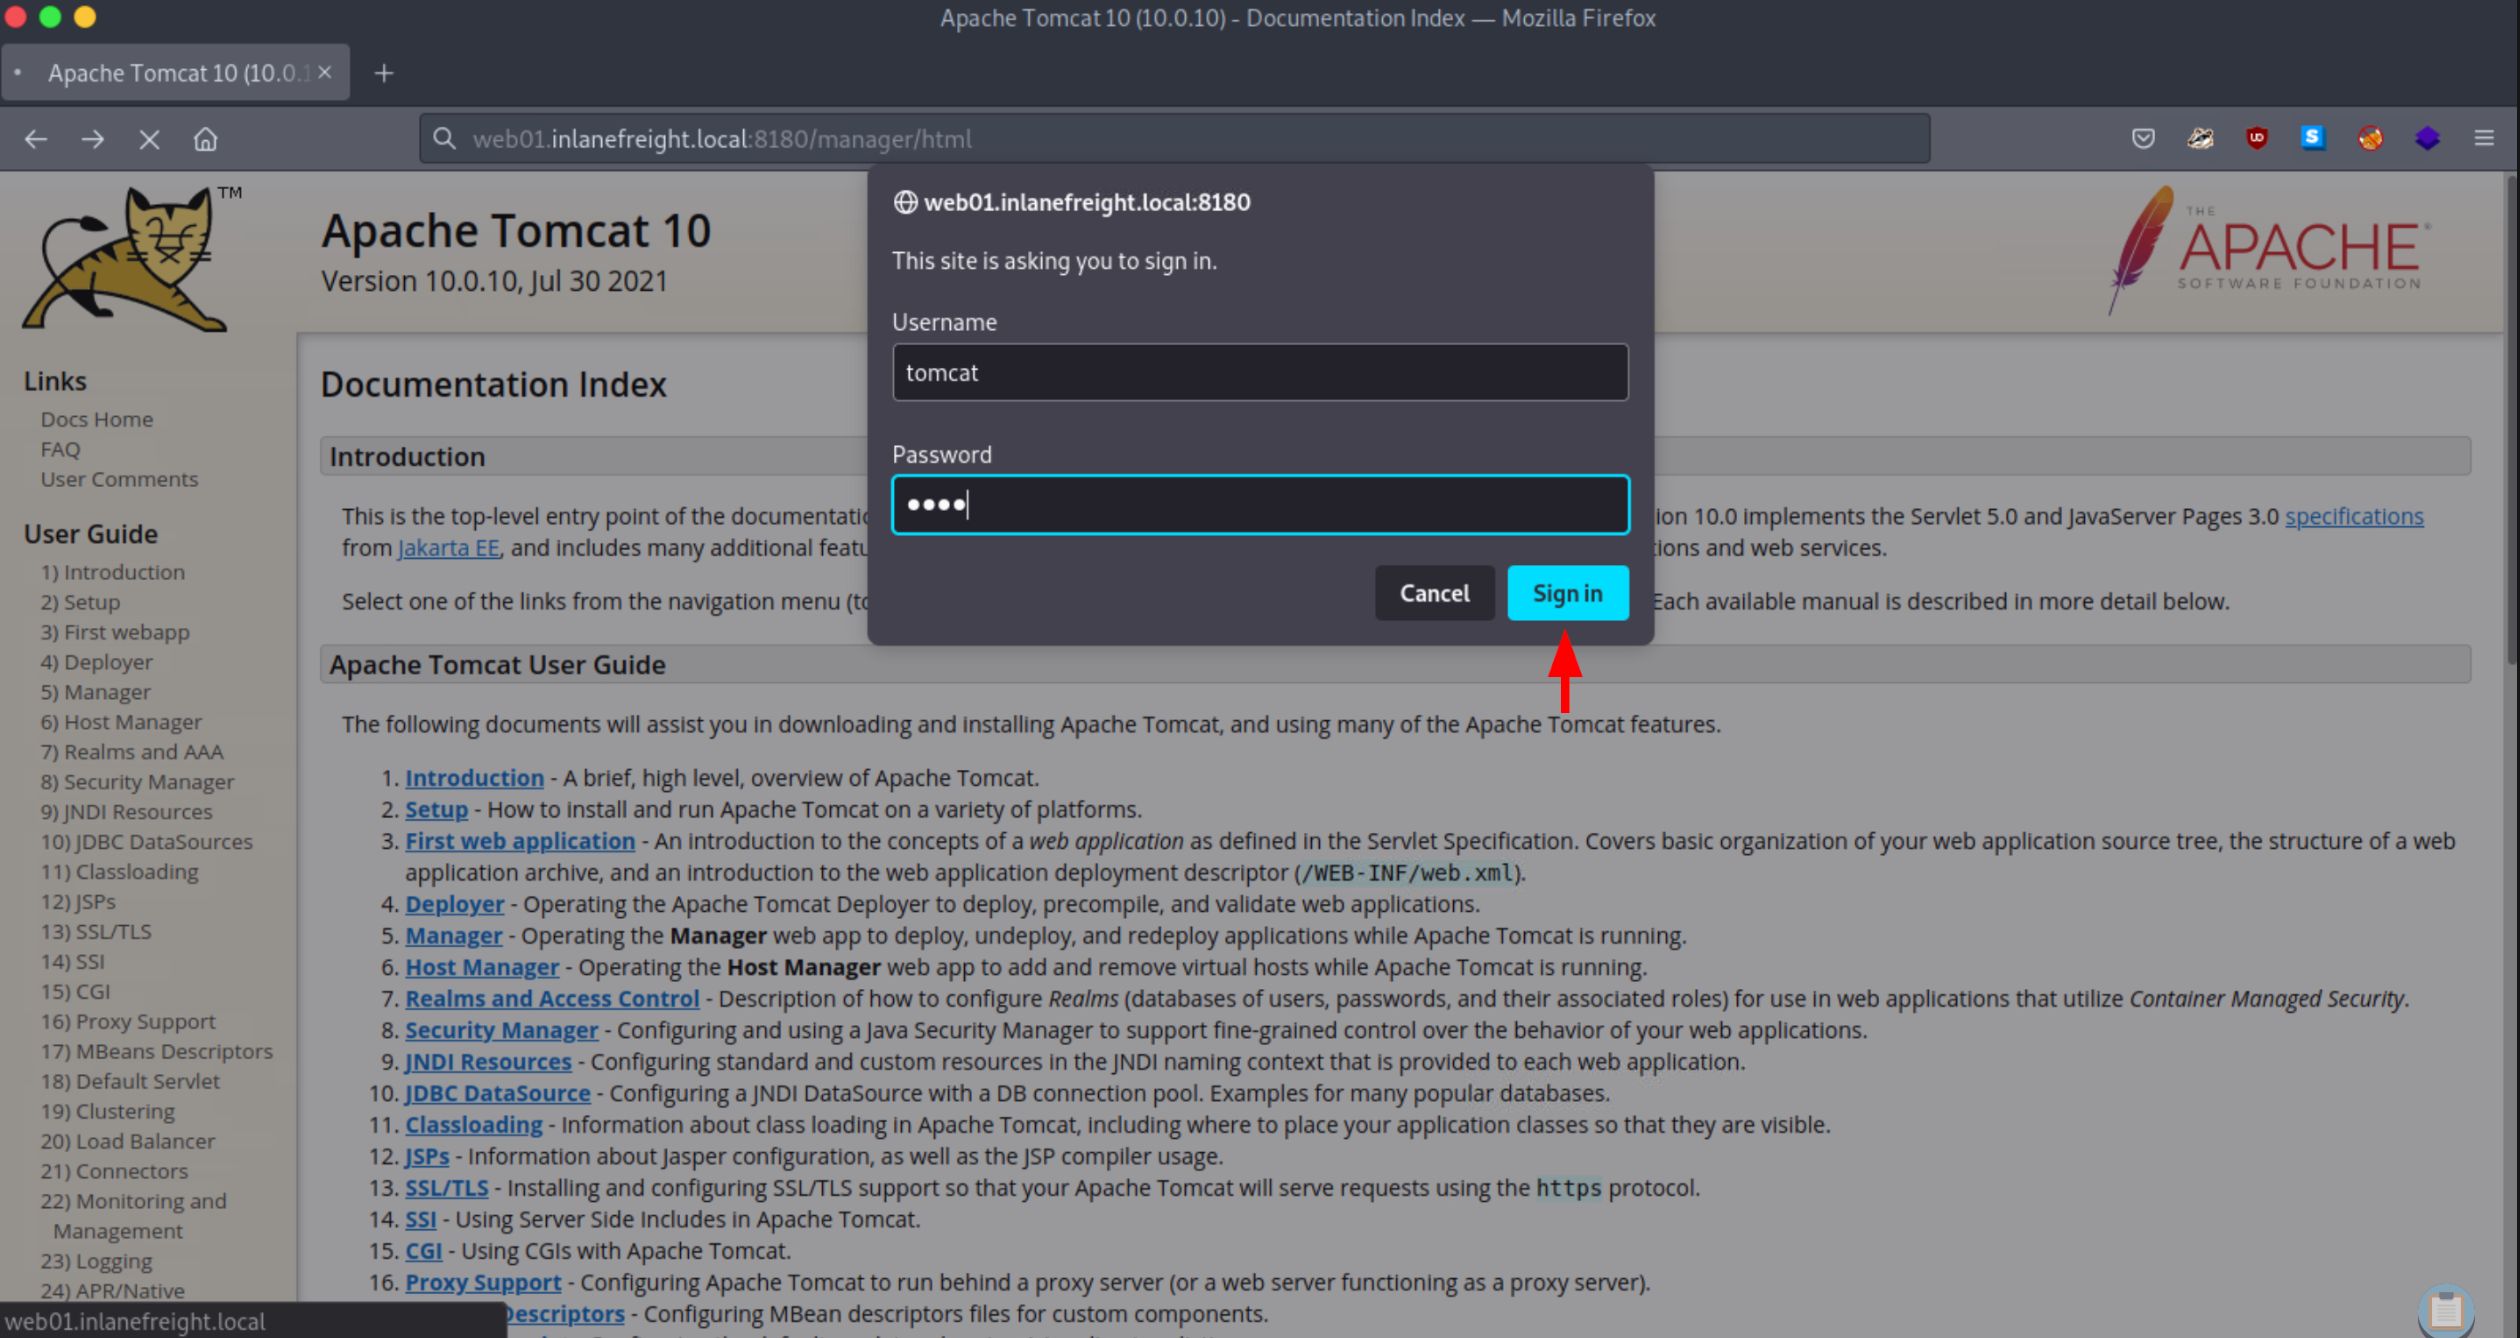 Apache Tomcat 10 (10.0.10) - Documentation Index — Mozilla Firefox
Apache Tomcat 10 (10.0.1
web01.inlanefreight.local:8180/manager/html
TM
Apache Tomcat 10
Version 10.0.10, Jul 30 2021
THE
APACHE
SOFTWARE FOUNDATION
web01.inlanefreight.local:8180
This site is asking you to sign in.
Username
tomcat
Password
••••
Cancel
Sign in
Links
Docs Home
FAQ
User Comments
User Guide
1) Introduction
2) Setup
3) First webapp
4) Deployer
5) Manager
6) Host Manager
7) Realms and AAA
8) Security Manager
9) JNDI Resources
10) JDBC DataSources
11) Classloading
12) JSPs
13) SSL/TLS
14) SSI
15) CGI
16) Proxy Support
17) MBeans Descriptors
18) Default Servlet
19) Clustering
20) Load Balancer
21) Connectors
22) Monitoring and
Management
23) Logging
24) APR/Native
web01.inlanefreight.local
Documentation Index
Introduction
This is the top-level entry point of the documentatio ion 10.0 implements the Servlet 5.0 and JavaServer Pages 3.0 specifications
from Jakarta EE, and includes many additional featu tions and web services.
Select one of the links from the navigation menu (to Each available manual is described in more detail below.
Apache Tomcat User Guide
The following documents will assist you in downloading and installing Apache Tomcat, and using many of the Apache Tomcat features.
1. Introduction - A brief, high level, overview of Apache Tomcat.
2. Setup - How to install and run Apache Tomcat on a variety of platforms.
3. First web application - An introduction to the concepts of a web application as defined in the Servlet Specification. Covers basic organization of your web application source tree, the structure of a web
application archive, and an introduction to the web application deployment descriptor (/WEB-INF/web.xml).
4. Deployer - Operating the Apache Tomcat Deployer to deploy, precompile, and validate web applications.
5. Manager - Operating the Manager web app to deploy, undeploy, and redeploy applications while Apache Tomcat is running.
6. Host Manager - Operating the Host Manager web app to add and remove virtual hosts while Apache Tomcat is running.
7. Realms and Access Control - Description of how to configure Realms (databases of users, passwords, and their associated roles) for use in web applications that utilize Container Managed Security.
8. Security Manager - Configuring and using a Java Security Manager to support fine-grained control over the behavior of your web applications.
9. JNDI Resources - Configuring standard and custom resources in the JNDI naming context that is provided to each web application.
10. JDBC DataSource - Configuring a JNDI DataSource with a DB connection pool. Examples for many popular databases.
11. Classloading - Information about class loading in Apache Tomcat, including where to place your application classes so that they are visible.
12. JSPs - Information about Jasper configuration, as well as the JSP compiler usage.
13. SSL/TLS - Installing and configuring SSL/TLS support so that your Apache Tomcat will serve requests using the https protocol.
14. SSI - Using Server Side Includes in Apache Tomcat.
15. CGI - Using CGIs with Apache Tomcat.
16. Proxy Support - Configuring Apache Tomcat to run behind a proxy server (or a web server functioning as a proxy server).
Descriptors - Configuring MBean descriptors files for custom components.